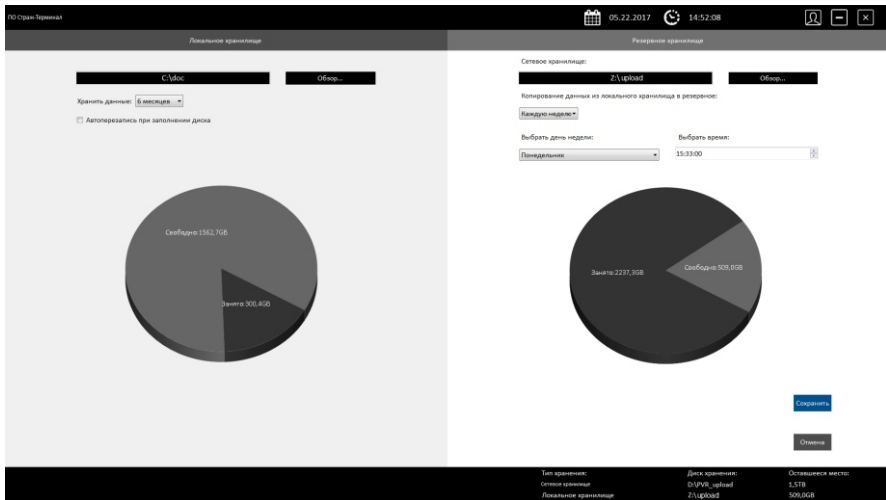 ПО Страж-Терминал
05.22.2017
14:52:08
Локальное хранилище
Резервное хранилище
C:\doc
Обзор...
Хранить данные: 6 месяцев
Автоперезапись при заполнении диска
Свободно:1562,7GB
Занято:300,4GB
Сетевое хранилище:
Z:\upload
Обзор...
Копирование данных из локального хранилища в резервное:
Каждую неделю
Выбрать день недели:
Выбрать время:
Понедельник
15:33:00
Занято:2237,3GB
Свободно:509,0GB
Сохранить
Отмена
Тип хранения:
Диск хранения:
Оставшееся место:
Сетевое хранилище
D:\PVR_upload
1,5TB
Локальное хранилище
Z:\upload
509,0GB